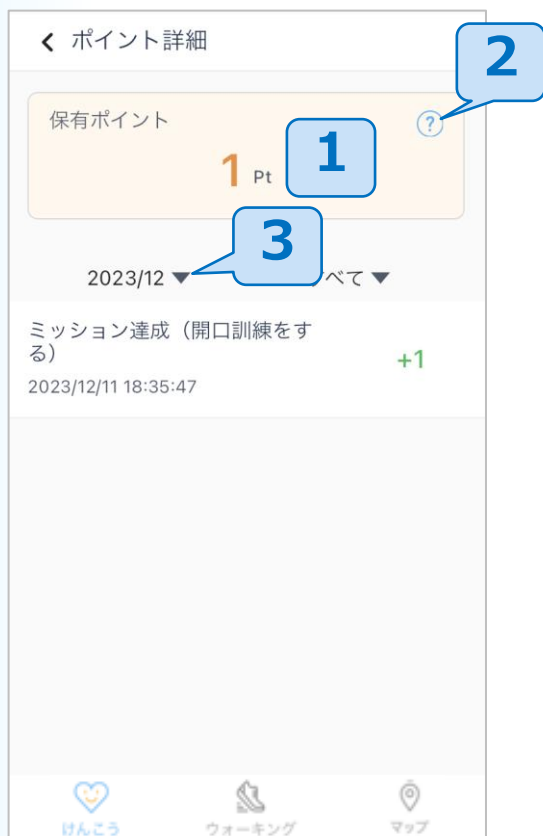 ポイント詳細
2
保有ポイント
?
1 Pt
1
3
2023/12 ▼
べて ▼
ミッション達成（開口訓練をす
る）
+1
2023/12/11 18:35:47
けんこう
ウォーキング
マップ